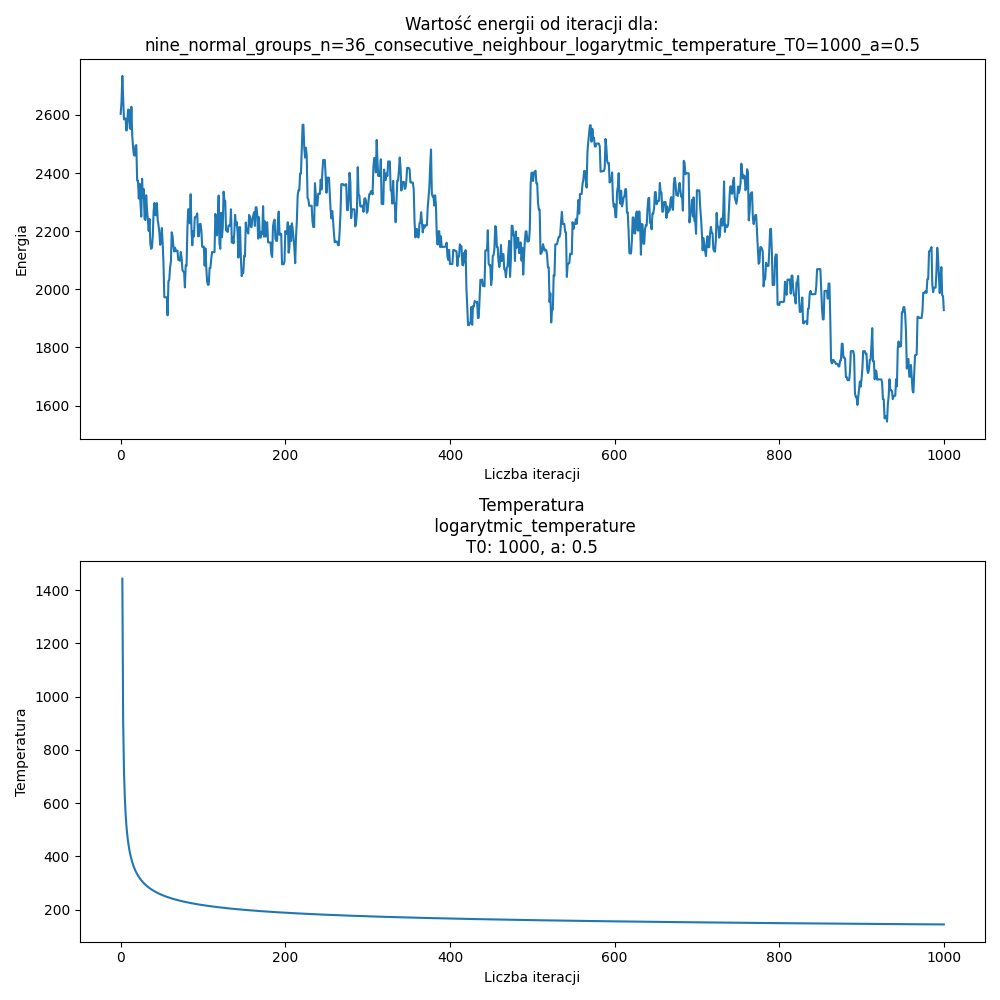 Wartość energii od iteracji dla:
nine_normal_groups_n=36_consecutive_neighbour_logarytmic_temperature_T0=1000_a=0.5
Energia
2600
2400
2200
2000
1800
1600
0 200 400 600 800 1000
Liczba iteracji
Temperatura
logarytmic_temperature
T0: 1000, a: 0.5
Temperatura
1400
1200
1000
800
600
400
200
0 200 400 600 800 1000
Liczba iteracji